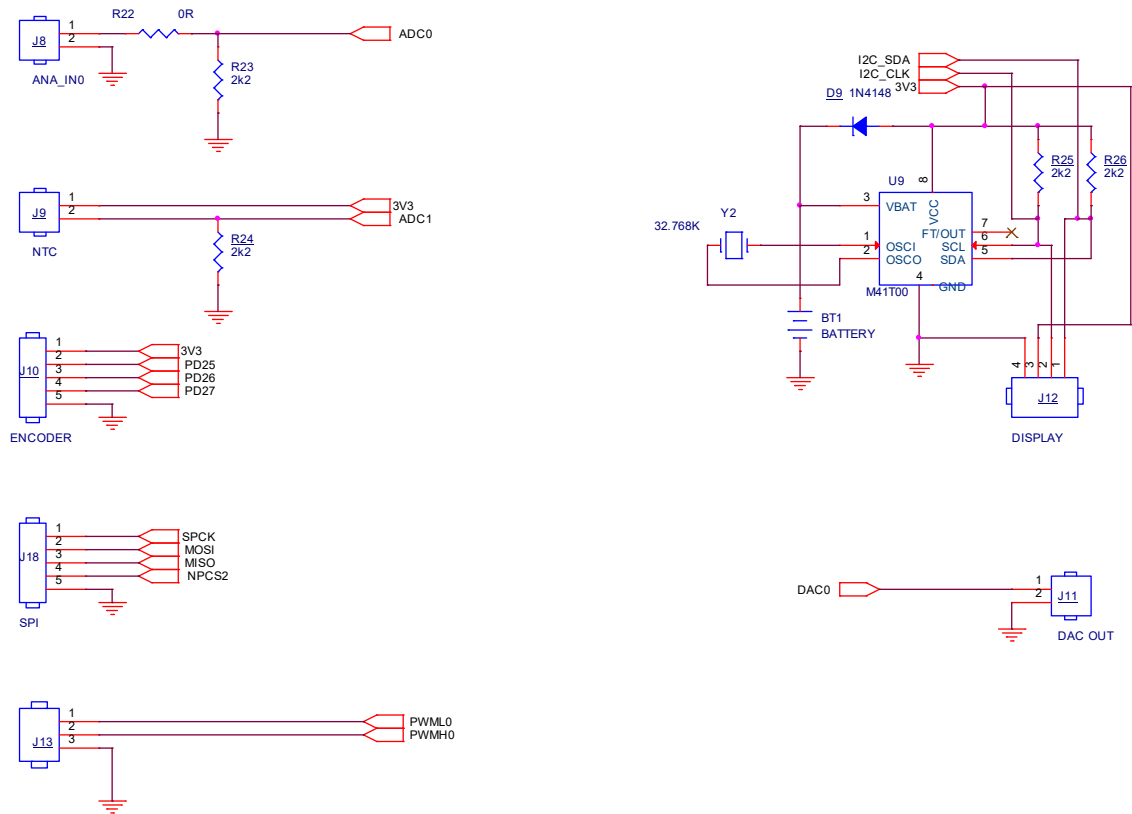 R22 0R
J8
1
2
ADC0
ANA_IN0
R23
2k2
J9
1
2
3V3
ADC1
NTC
R24
2k2
J10
1
2
3
4
5
3V3
PD25
PD26
PD27
ENCODER
J18
1
2
3
4
5
SPCK
MOSI
MISO
NPCS2
SPI
J13
1
2
3
PWML0
PWMH0
I2C_SDA
I2C_CLK
3V3
D9 1N4148
R25
2k2
R26
2k2
U9
8
VCC
3
VBAT
Y2
32.768K
1
OSCI
2
OSCO
7
FT/OUT
6
SCL
5
SDA
4
GND
M41T00
BT1
BATTERY
4
3
2
1
J12
DISPLAY
DAC0
1
2
J11
DAC OUT